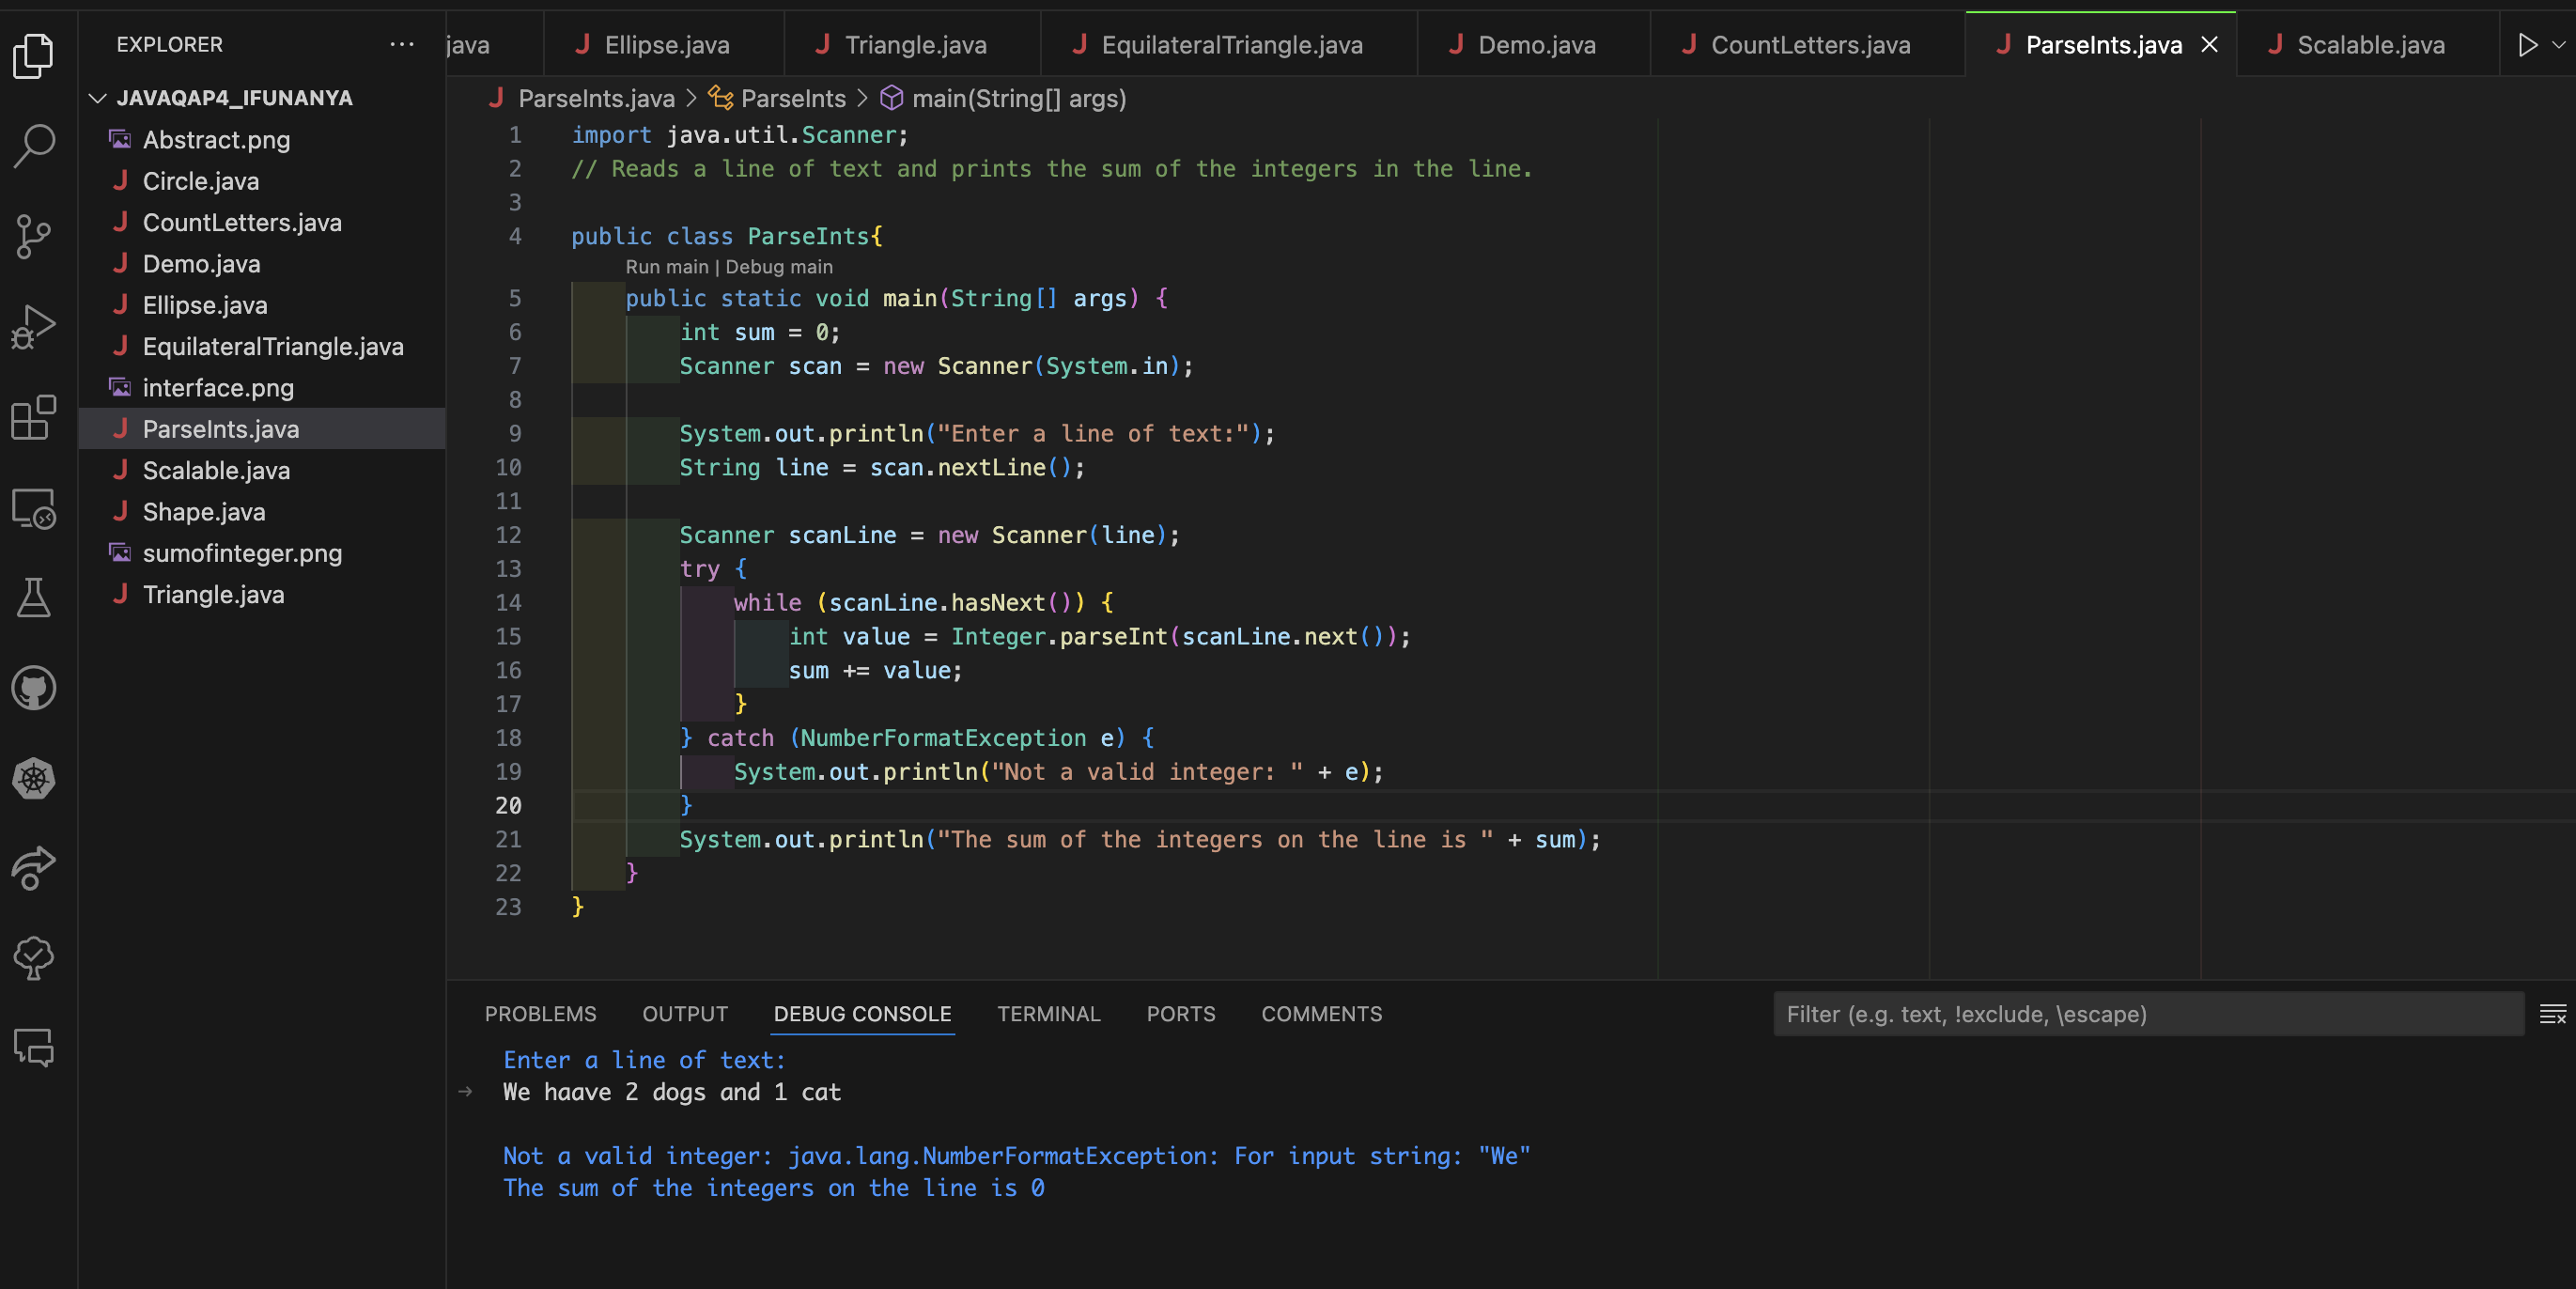 EXPLORER
JAVAQAP4_IFUNANYA
Abstract.png
Circle.java
CountLetters.java
Demo.java
Ellipse.java
EquilateralTriangle.java
interface.png
ParseInts.java
Scalable.java
Shape.java
sumofinteger.png
Triangle.java
java Ellipse.java Triangle.java EquilateralTriangle.java Demo.java CountLetters.java ParseInts.java Scalable.java
ParseInts.java > ParseInts > main(String[] args)
1 import java.util.Scanner;
2 // Reads a line of text and prints the sum of the integers in the line.
3
4 public class ParseInts{
Run main | Debug main
5 public static void main(String[] args) {
6 int sum = 0;
7 Scanner scan = new Scanner(System.in);
8
9 System.out.println("Enter a line of text:");
10 String line = scan.nextLine();
11
12 Scanner scanLine = new Scanner(line);
13 try {
14 while (scanLine.hasNext()) {
15 int value = Integer.parseInt(scanLine.next());
16 sum += value;
17 }
18 } catch (NumberFormatException e) {
19 System.out.println("Not a valid integer: " + e);
20 }
21 System.out.println("The sum of the integers on the line is " + sum);
22 }
23 }
PROBLEMS OUTPUT DEBUG CONSOLE TERMINAL PORTS COMMENTS Filter (e.g. text, !exclude, \escape)
Enter a line of text:
We haave 2 dogs and 1 cat
Not a valid integer: java.lang.NumberFormatException: For input string: "We"
The sum of the integers on the line is 0